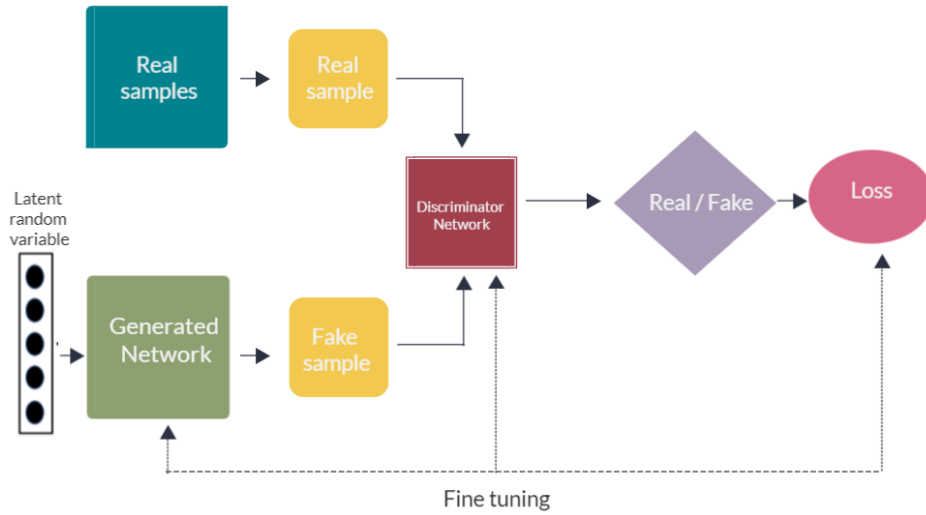 Real
samples
Real
sample
Latent
random
variable
Discriminator
Network
Real / Fake
Loss
Generated
Network
Fake
sample
Fine tuning